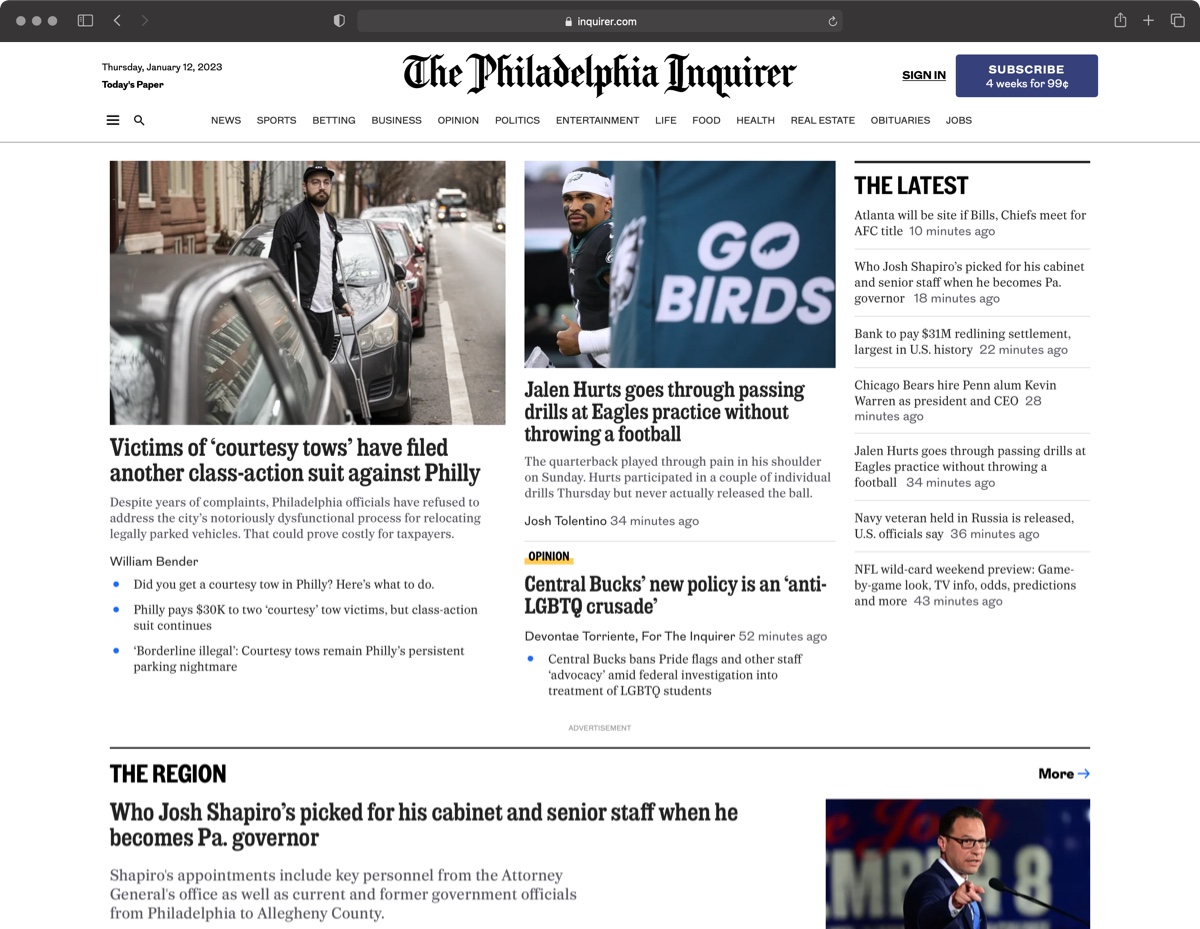 inquirer.com
Thursday, January 12, 2023
Today's Paper
The Philadelphia Inquirer
SIGN IN
SUBSCRIBE
4 weeks for 99¢
NEWS SPORTS BETTING BUSINESS OPINION POLITICS ENTERTAINMENT LIFE FOOD HEALTH REAL ESTATE OBITUARIES JOBS
Victims of ‘courtesy tows’ have filed
another class-action suit against Philly
Despite years of complaints, Philadelphia officials have refused to
address the city’s notoriously dysfunctional process for relocating
legally parked vehicles. That could prove costly for taxpayers.
William Bender
Did you get a courtesy tow in Philly? Here’s what to do.
Philly pays $30K to two ‘courtesy’ tow victims, but class-action
suit continues
‘Borderline illegal’: Courtesy tows remain Philly’s persistent
parking nightmare
GO
BIRDS
Jalen Hurts goes through passing
drills at Eagles practice without
throwing a football
The quarterback played through pain in his shoulder
on Sunday. Hurts participated in a couple of individual
drills Thursday but never actually released the ball.
Josh Tolentino 34 minutes ago
OPINION
Central Bucks’ new policy is an ‘anti-
LGBTQ crusade’
Devontae Torriente, For The Inquirer 52 minutes ago
Central Bucks bans Pride flags and other staff
‘advocacy’ amid federal investigation into
treatment of LGBTQ students
THE LATEST
Atlanta will be site if Bills, Chiefs meet for
AFC title 10 minutes ago
Who Josh Shapiro’s picked for his cabinet
and senior staff when he becomes Pa.
governor 18 minutes ago
Bank to pay $31M redlining settlement,
largest in U.S. history 22 minutes ago
Chicago Bears hire Penn alum Kevin
Warren as president and CEO 28
minutes ago
Jalen Hurts goes through passing drills at
Eagles practice without throwing a
football 34 minutes ago
Navy veteran held in Russia is released,
U.S. officials say 36 minutes ago
NFL wild-card weekend preview: Game-
by-game look, TV info, odds, predictions
and more 43 minutes ago
ADVERTISEMENT
THE REGION
More
Who Josh Shapiro’s picked for his cabinet and senior staff when he
becomes Pa. governor
Shapiro's appointments include key personnel from the Attorney
General's office as well as current and former government officials
from Philadelphia to Allegheny County.
8